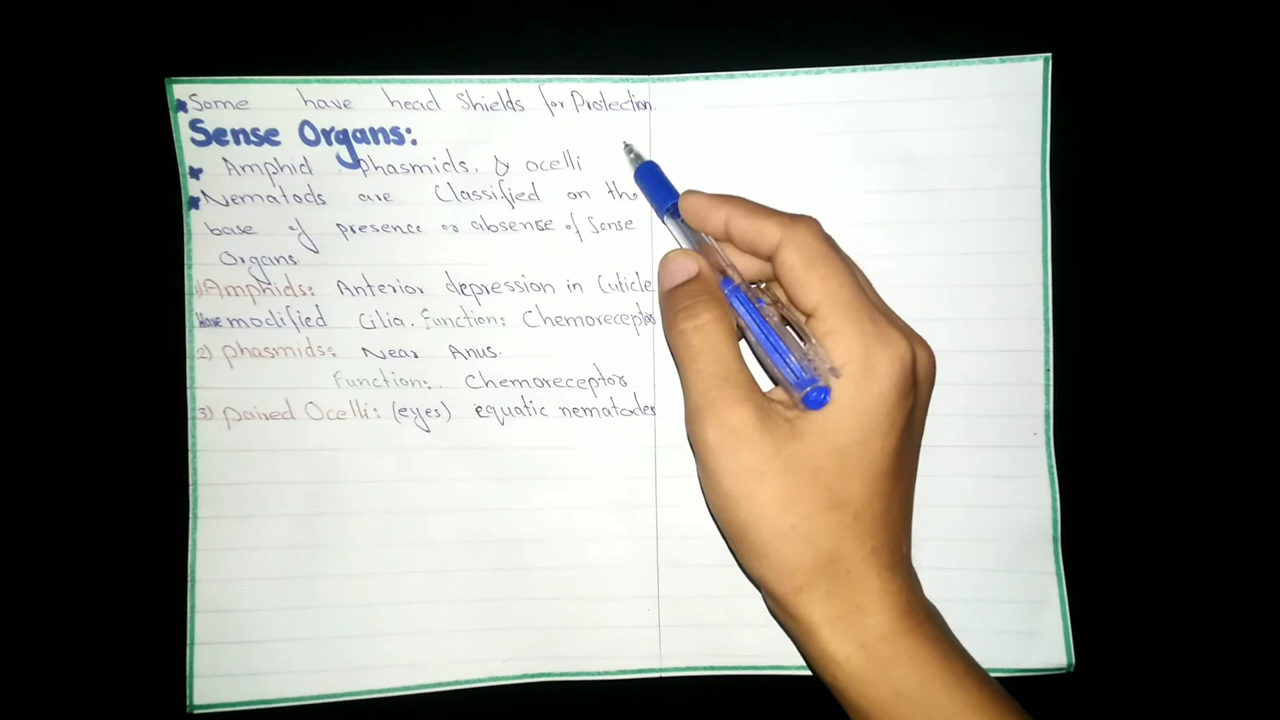 Some have head Shields for Protection.
Sense Organs:
Amphid phasmids, & ocelli
Nematods are Classified on the
base of presence or absense of Sense
Organs.
1) Amphids: Anterior depression in Cuticle
Have modified Cilia. Function: Chemoreceptor
2) phasmids: Near Anus.
Function: Chemoreceptor
3) paired Ocelli: (eyes) equatic nematodes